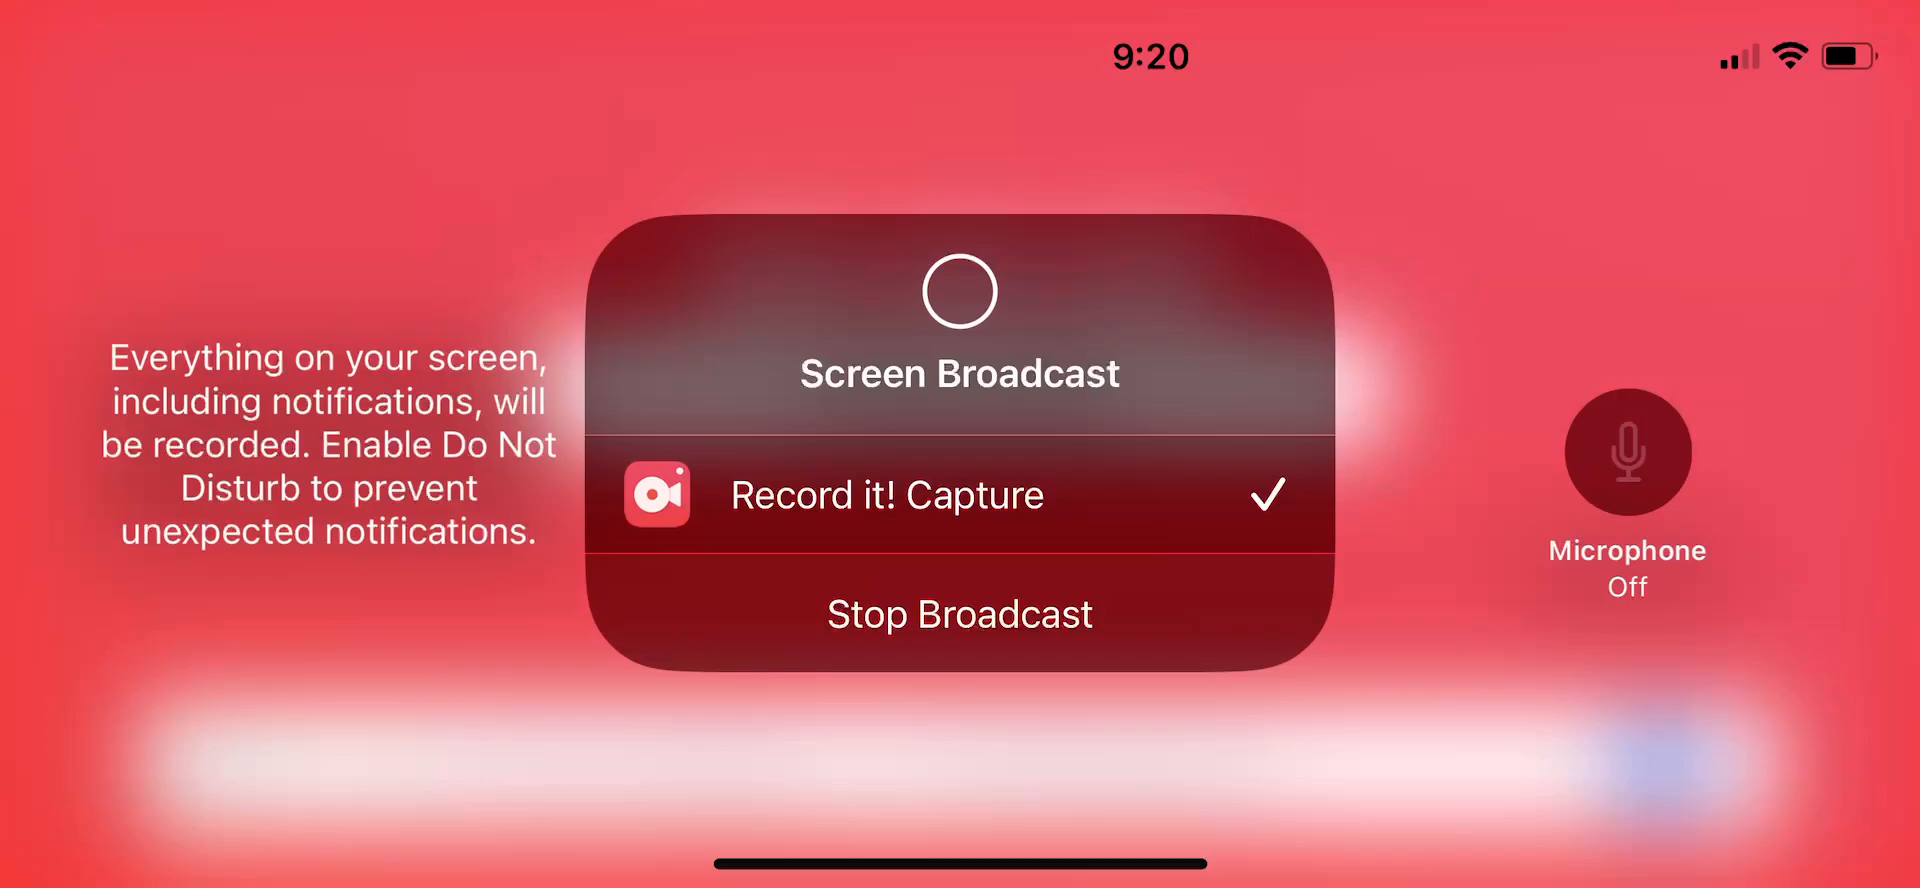 9:20
Everything on your screen,
including notifications, will
be recorded. Enable Do Not
Disturb to prevent
unexpected notifications.
Screen Broadcast
Record it! Capture
Stop Broadcast
Microphone
Off